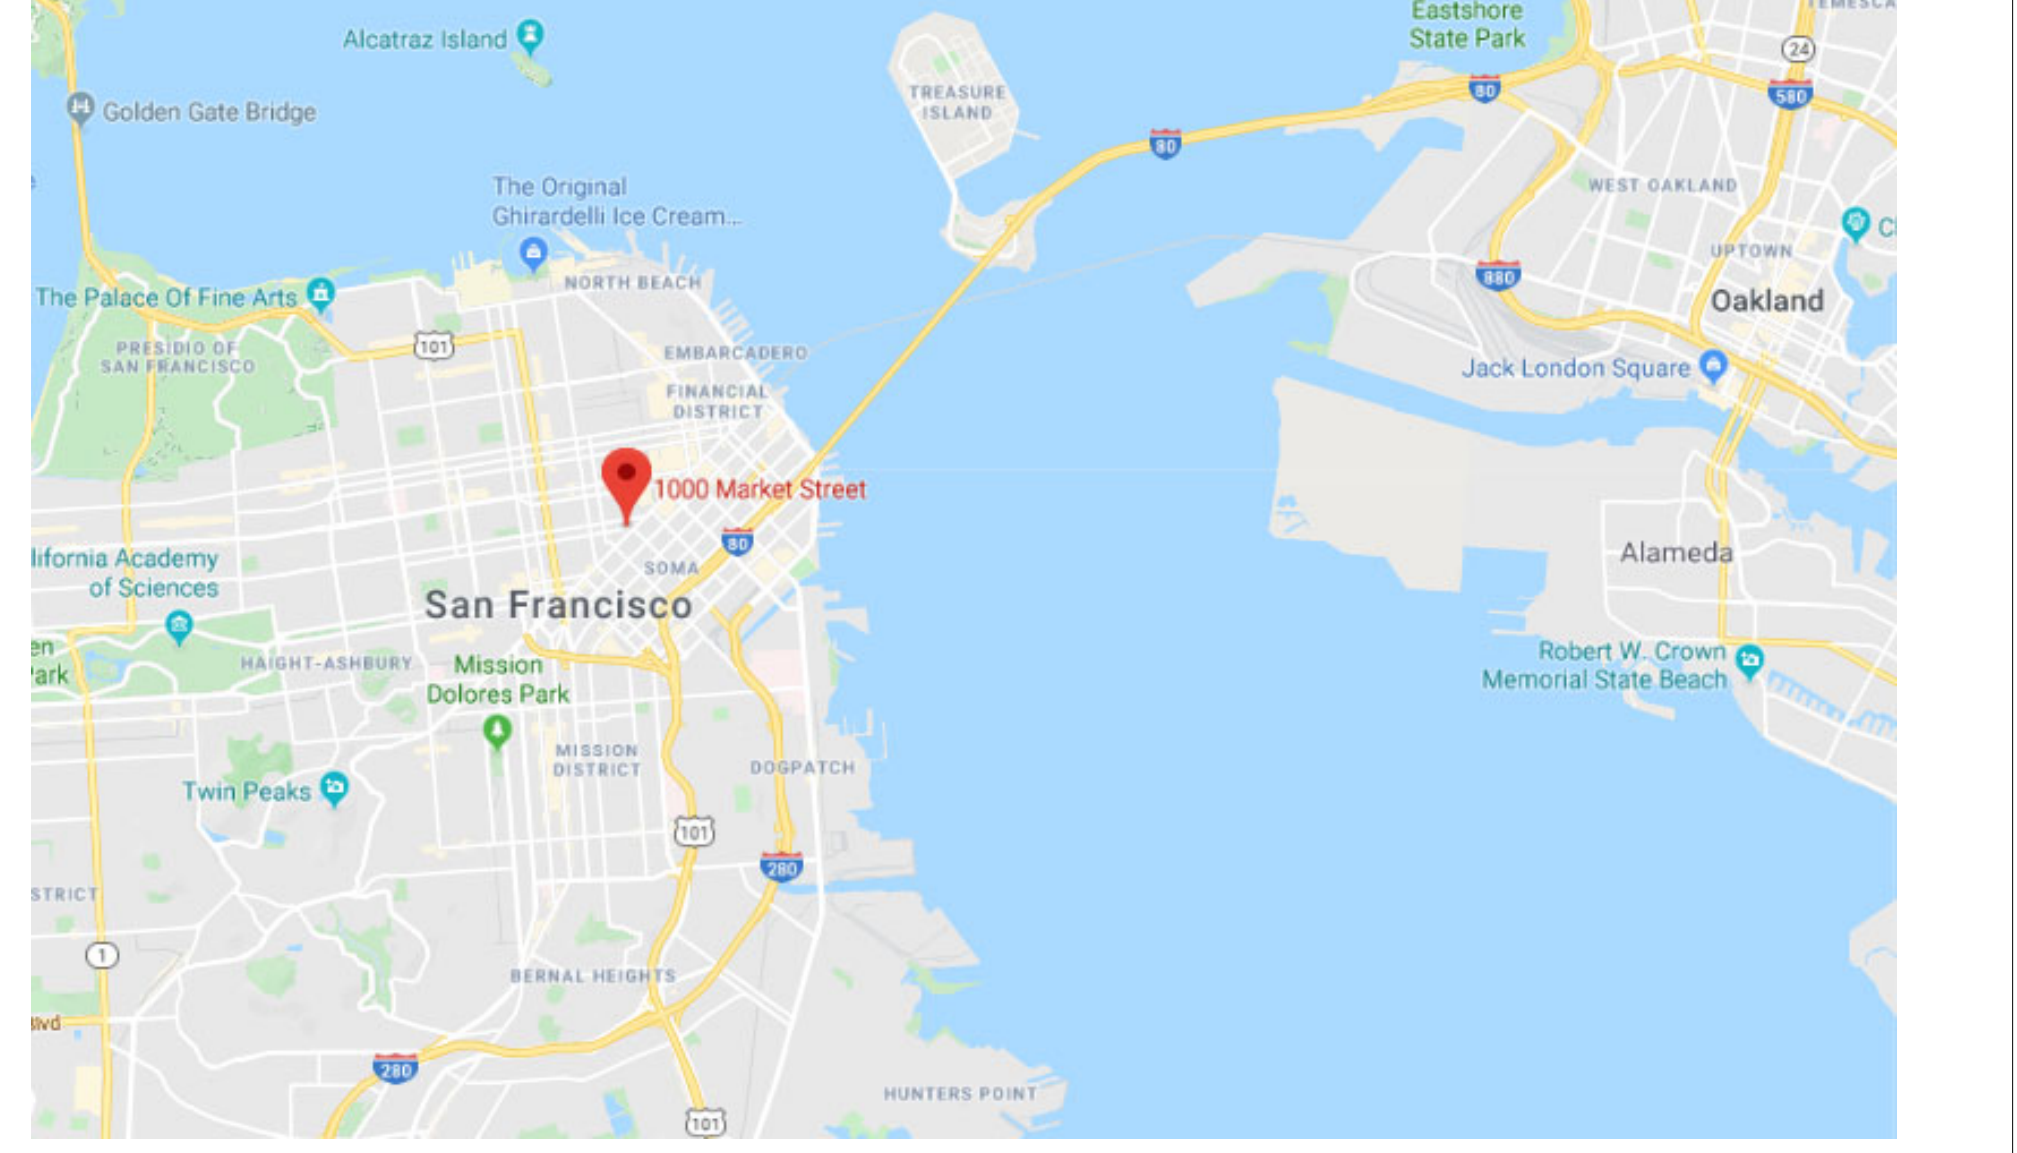 Eastshore
State Park
24
Alcatraz Island
80
580
TREASURE
ISLAND
Golden Gate Bridge
80
The Original
Ghirardelli Ice Cream...
WEST OAKLAND
UPTOWN
NORTH BEACH
880
The Palace Of Fine Arts
Oakland
101
PRESIDIO OF
SAN FRANCISCO
EMBARCADERO
Jack London Square
FINANCIAL
DISTRICT
1000 Market Street
80
lifornia Academy
of Sciences
SOMA
Alameda
San Francisco
en
Park
HAIGHT-ASHBURY
Mission
Dolores Park
Robert W. Crown
Memorial State Beach
MISSION
DISTRICT
DOGPATCH
Twin Peaks
101
280
STRICT
1
BERNAL HEIGHTS
Blvd
280
HUNTERS POINT
101